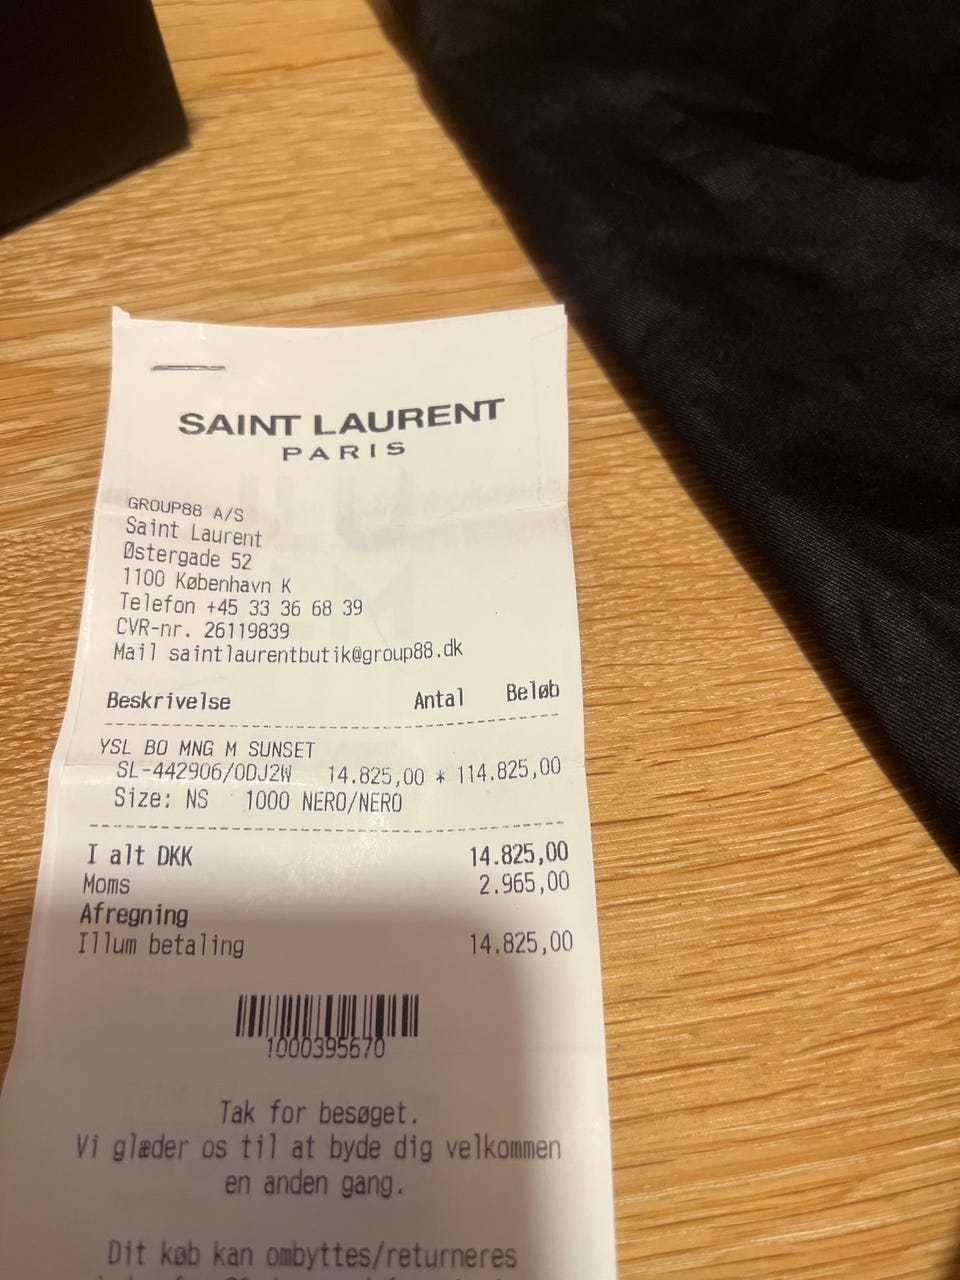 SAINT LAURENT
PARIS
GROUP88 A/S
Saint Laurent
Østergade 52
1100 København K
Telefon +45 33 36 68 39
CVR-nr. 26119839
Mail saintlaurentbutik@group88.dk
Beskrivelse Antal Beløb
YSL BO MNG M SUNSET
SL-442906/0DJ2W 14.825,00 * 114.825,00
Size: NS 1000 NERO/NERO
I alt DKK 14.825,00
Moms 2.965,00
Afregning
Illum betaling 14.825,00
1000395670
Tak for besøget.
Vi glæder os til at byde dig velkommen
en anden gang.
Dit køb kan ombyttes/returneres